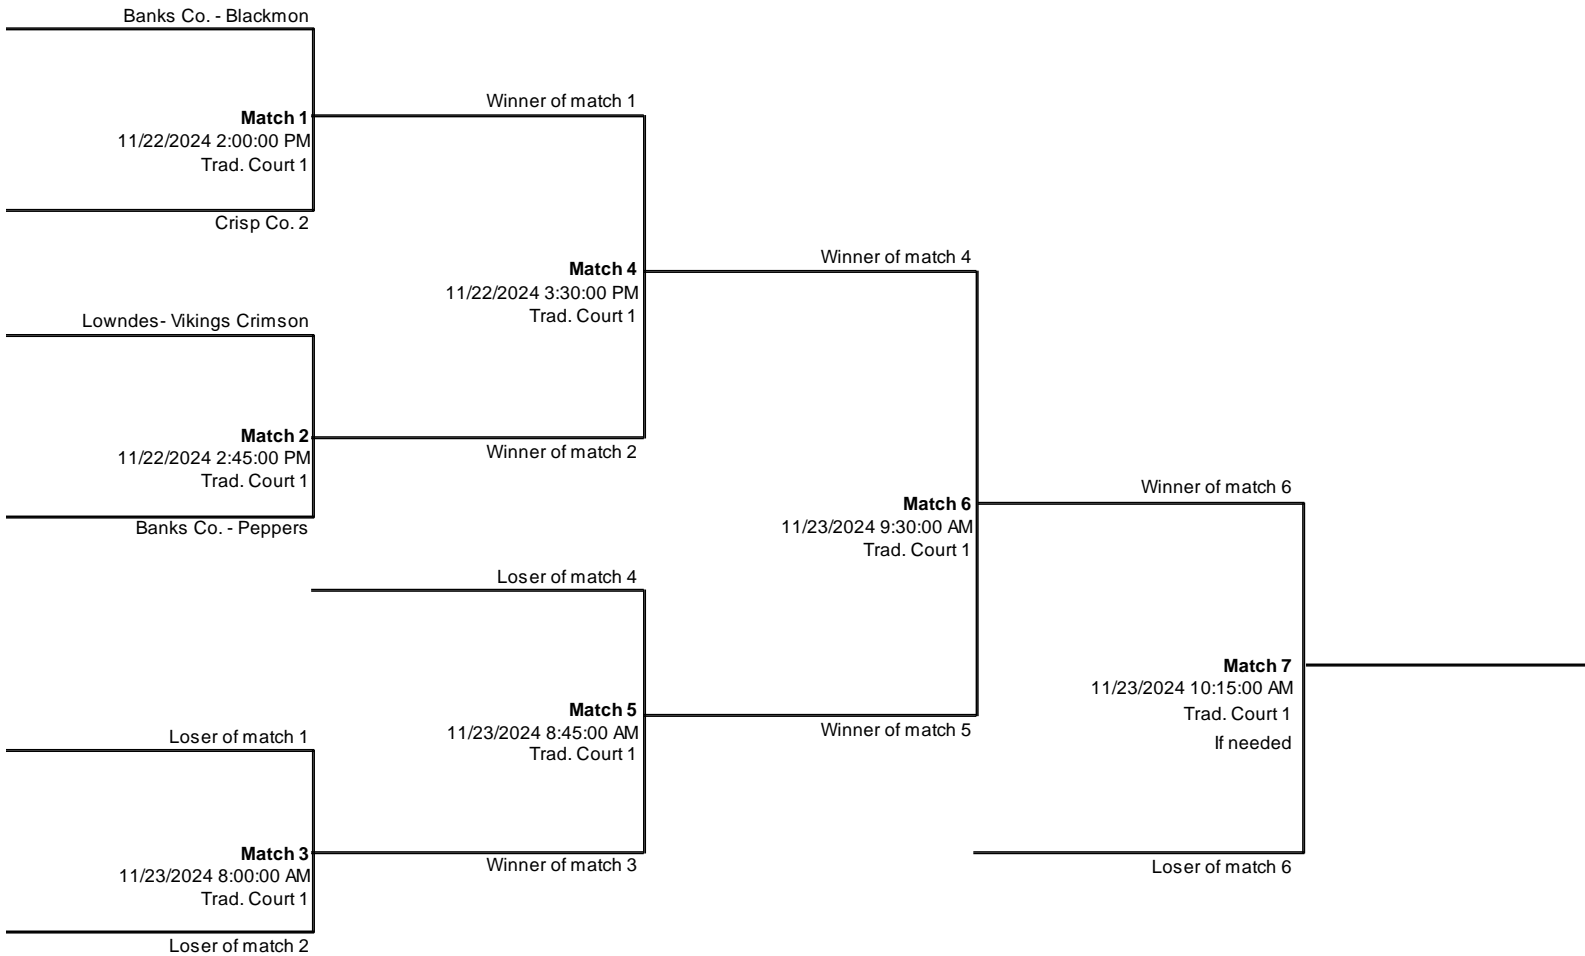 Banks Co. - Blackmon
Match 1
11/22/2024 2:00:00 PM
Trad. Court 1
Crisp Co. 2
Lowndes- Vikings Crimson
Match 2
11/22/2024 2:45:00 PM
Trad. Court 1
Banks Co. - Peppers
Loser of match 1
Match 3
11/23/2024 8:00:00 AM
Trad. Court 1
Loser of match 2
Winner of match 1
Match 4
11/22/2024 3:30:00 PM
Trad. Court 1
Winner of match 2
Loser of match 4
Match 5
11/23/2024 8:45:00 AM
Trad. Court 1
Winner of match 3
Winner of match 4
Match 6
11/23/2024 9:30:00 AM
Trad. Court 1
Winner of match 5
Winner of match 6
Match 7
11/23/2024 10:15:00 AM
Trad. Court 1
If needed
Loser of match 6